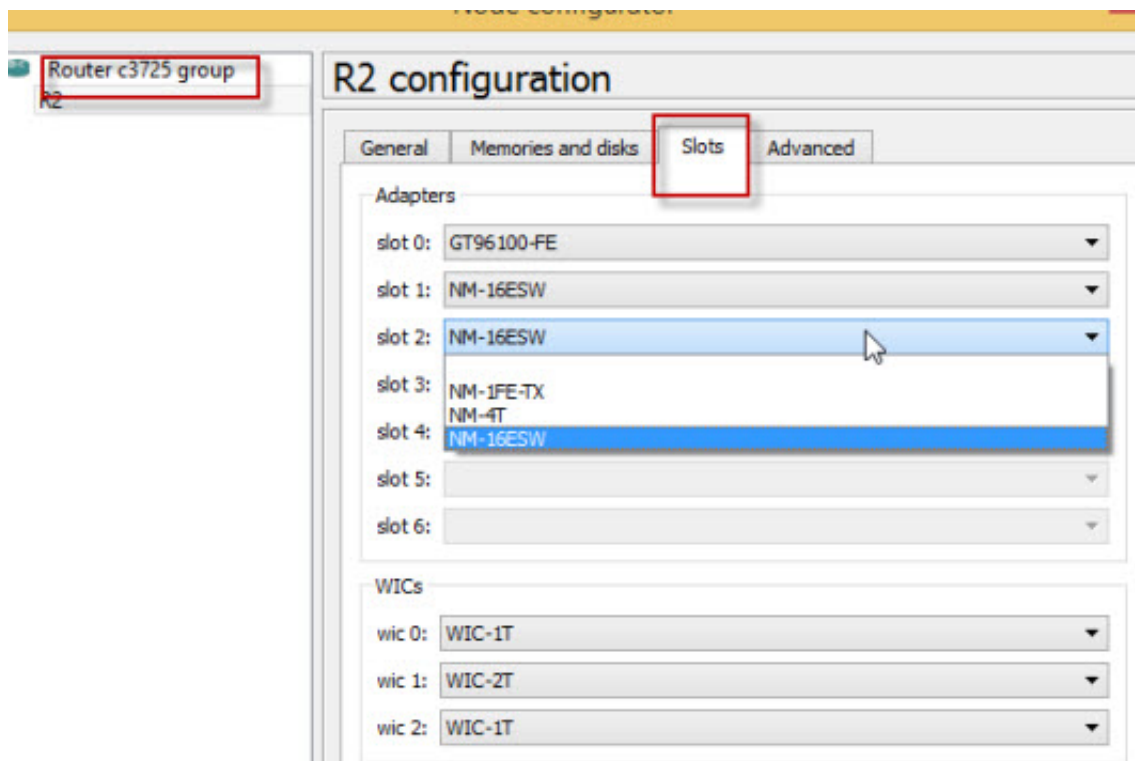 Node configurator
Router c3725 group
R2
R2 configuration
General Memories and disks Slots Advanced
Adapters
slot 0: GT96100-FE
slot 1: NM-16ESW
slot 2: NM-16ESW
slot 3:
NM-1FE-TX
NM-4T
slot 4:
NM-16ESW
slot 5:
slot 6:
WICs
wic 0: WIC-1T
wic 1: WIC-2T
wic 2: WIC-1T